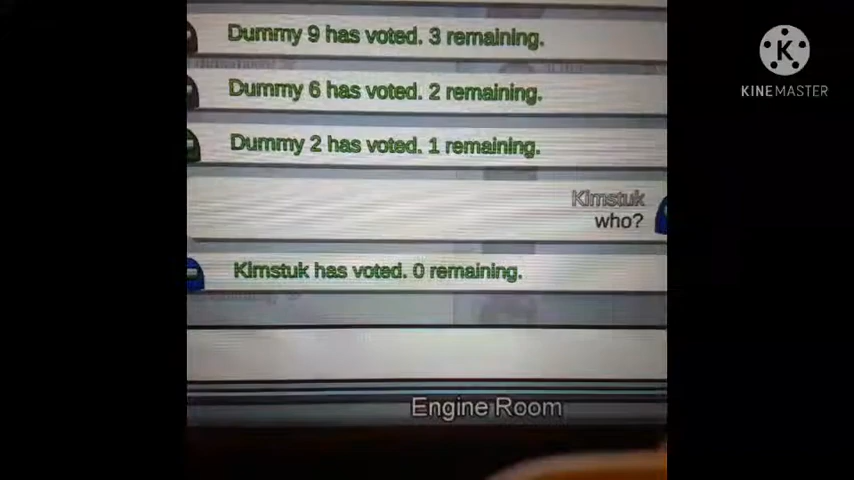 Dummy 9 has voted. 3 remaining.
Dummy 6 has voted. 2 remaining.
Dummy 2 has voted. 1 remaining.
Kimstuk
who?
Kimstuk has voted. 0 remaining.
Engine Room
K
KINEMASTER